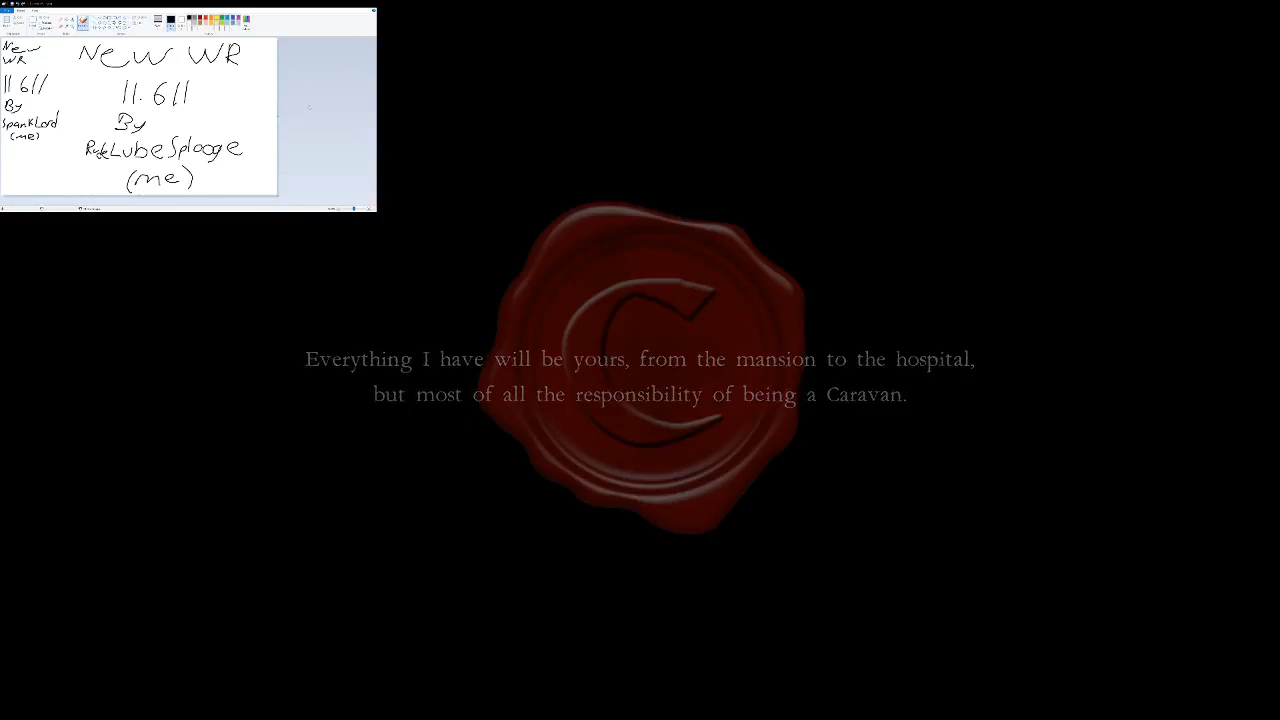 New
WR
11 611
By
SpankLord
(me)
New WR
11.611
By
RudeLubeSplooge
(me)
Everything I have will be yours, from the mansion to the hospital,
but most of all the responsibility of being a Caravan.
C